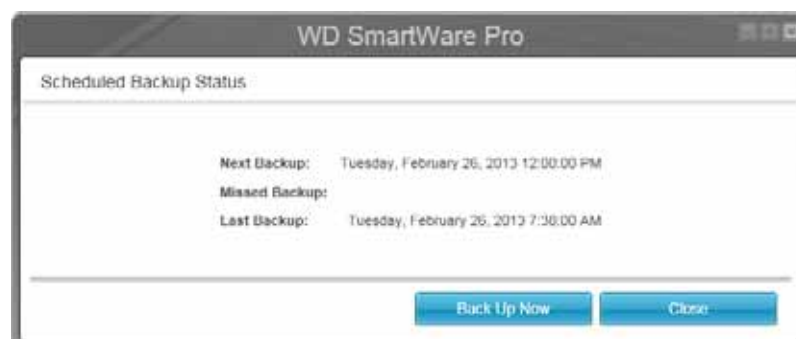 WD SmartWare Pro
Scheduled Backup Status
Next Backup: Tuesday, February 26, 2013 12:00:00 PM
Missed Backup:
Last Backup: Tuesday, February 26, 2013 7:30:00 AM
Back Up Now Close